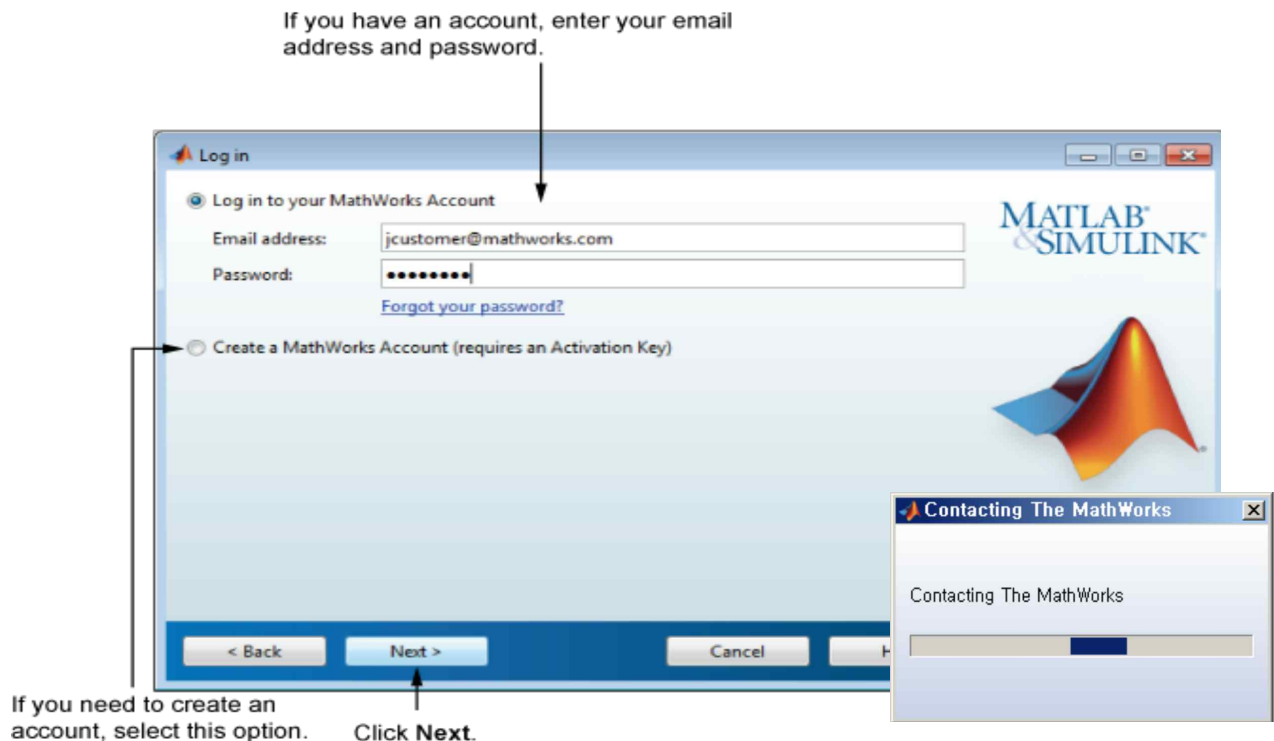 If you have an account, enter your email
address and password.
Log in
Log in to your MathWorks Account
Email address:
jcustomer@mathworks.com
Password:
••••••••
Forgot your password?
Create a MathWorks Account (requires an Activation Key)
MATLAB®
&SIMULINK®
Contacting The MathWorks
Contacting The MathWorks
< Back
Next >
Cancel
H
If you need to create an
account, select this option.
Click Next.